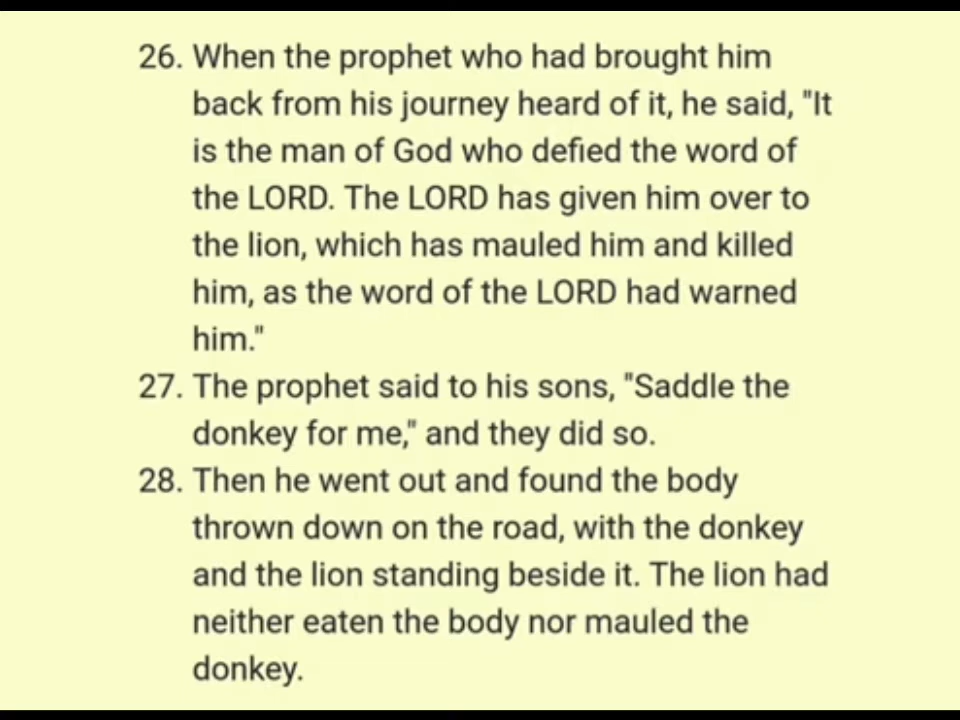 26. When the prophet who had brought him
back from his journey heard of it, he said, "It
is the man of God who defied the word of
the LORD. The LORD has given him over to
the lion, which has mauled him and killed
him, as the word of the LORD had warned
him."
27. The prophet said to his sons, "Saddle the
donkey for me," and they did so.
28. Then he went out and found the body
thrown down on the road, with the donkey
and the lion standing beside it. The lion had
neither eaten the body nor mauled the
donkey.